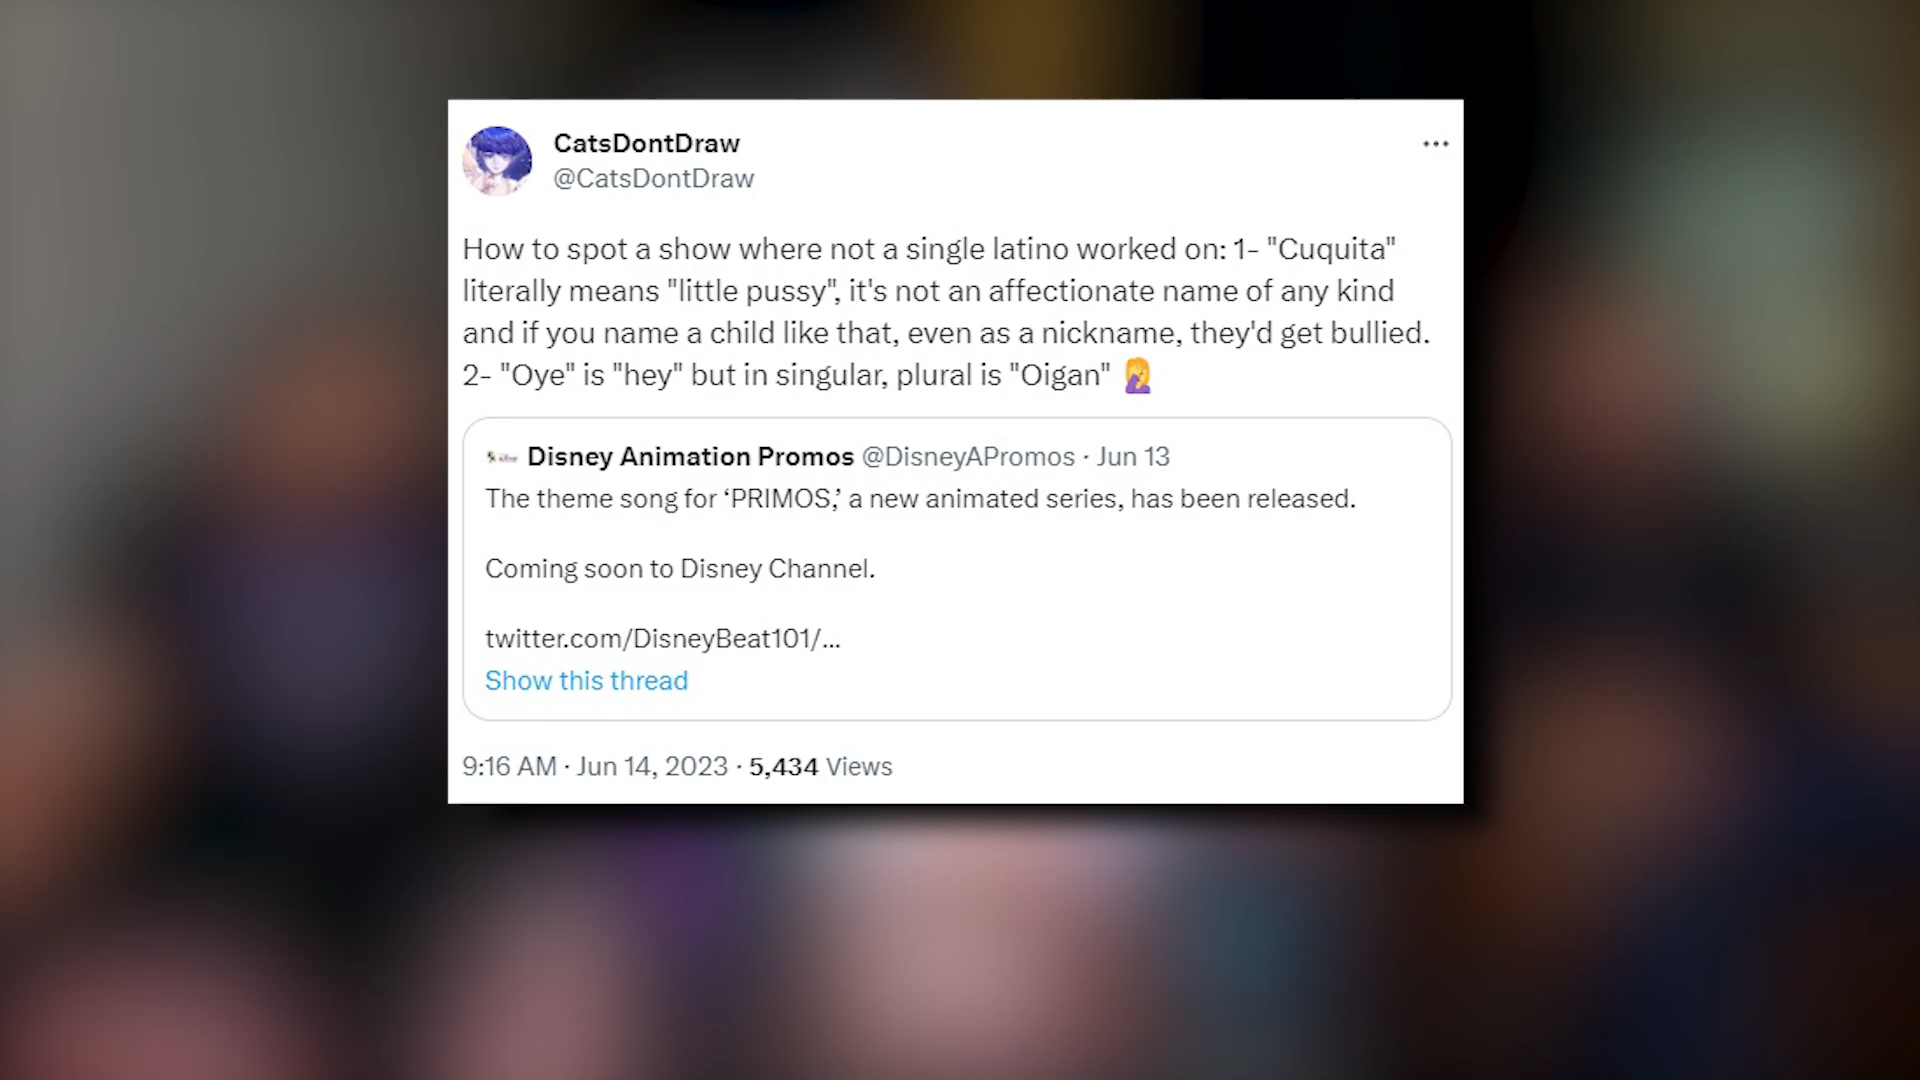 CatsDontDraw
@CatsDontDraw
How to spot a show where not a single latino worked on: 1- "Cuquita"
literally means "little pussy", it's not an affectionate name of any kind
and if you name a child like that, even as a nickname, they'd get bullied.
2- "Oye" is "hey" but in singular, plural is "Oigan" 🤦‍♀️
Disney Animation Promos @DisneyAPromos · Jun 13
The theme song for ‘PRIMOS,’ a new animated series, has been released.
Coming soon to Disney Channel.
twitter.com/DisneyBeat101/...
Show this thread
9:16 AM · Jun 14, 2023 · 5,434 Views